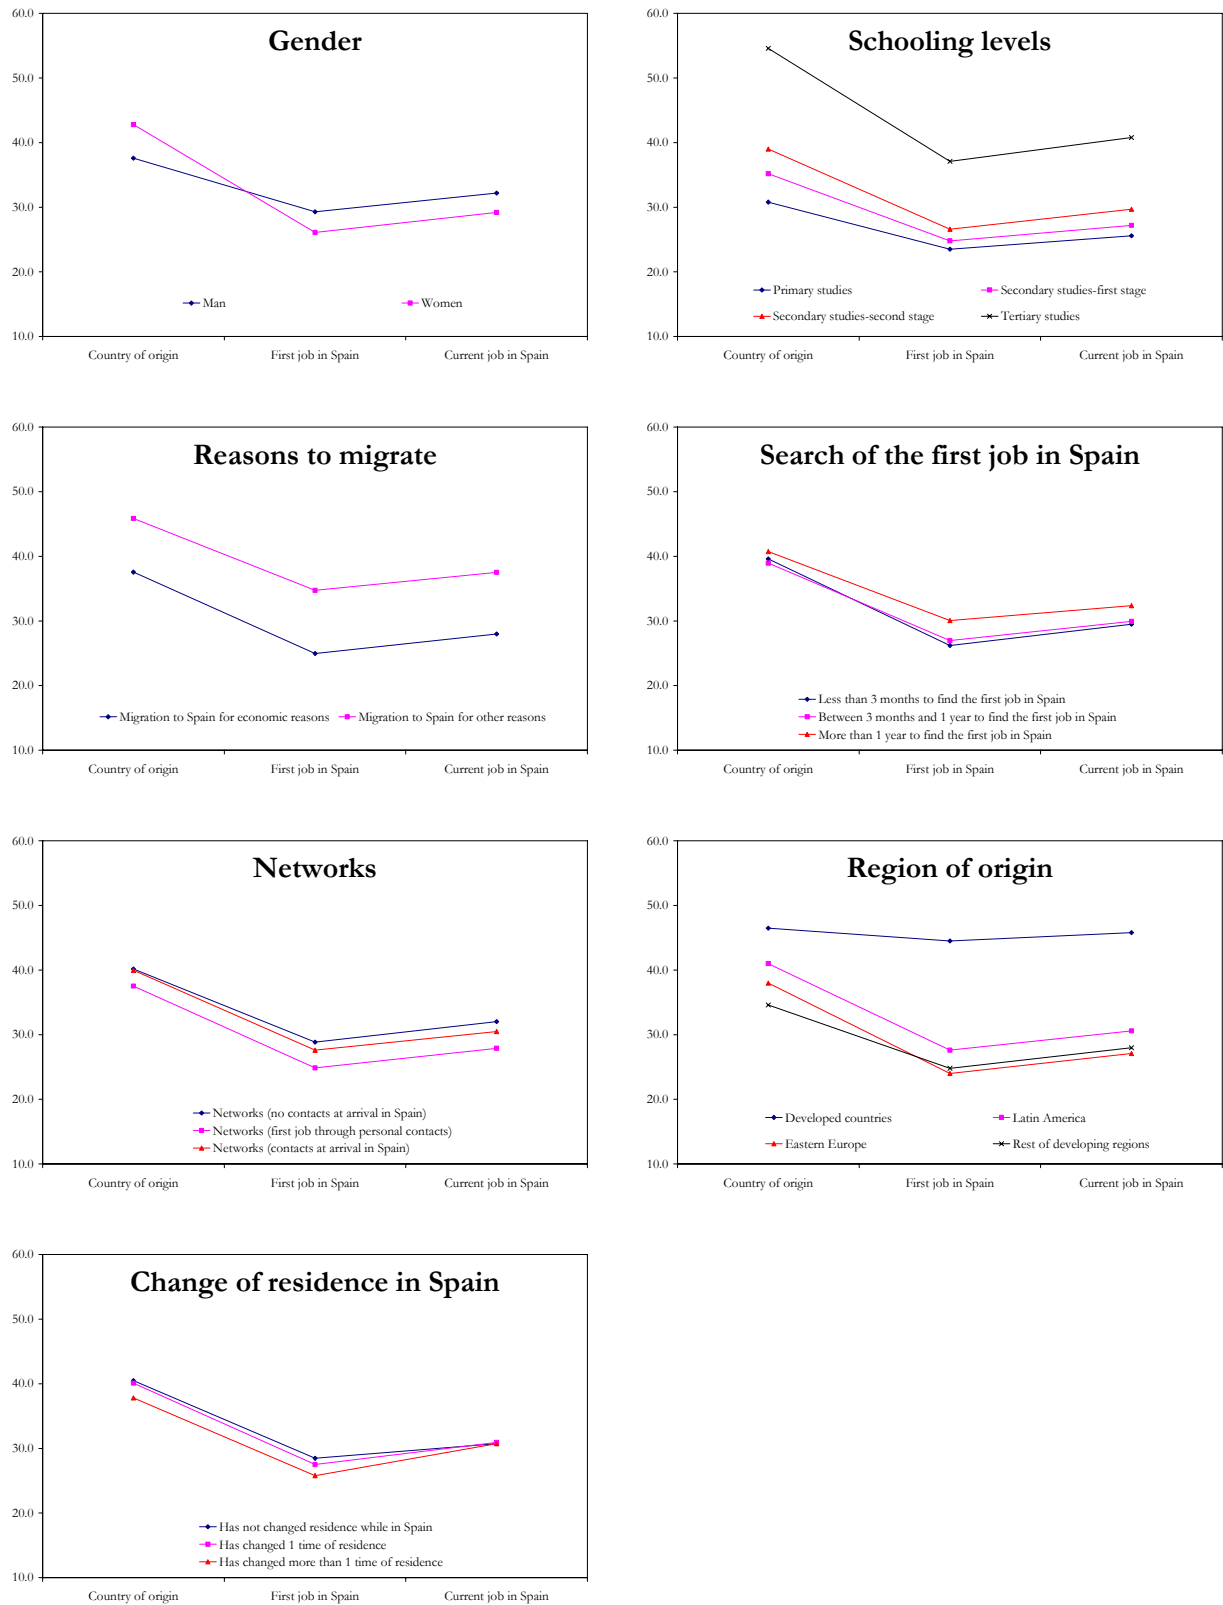 Gender
60.0
50.0
40.0
30.0
20.0
10.0
Man Women
Country of origin First job in Spain Current job in Spain
Schooling levels
60.0
50.0
40.0
30.0
20.0
10.0
Primary studies Secondary studies-first stage
Secondary studies-second stage Tertiary studies
Country of origin First job in Spain Current job in Spain
Reasons to migrate
60.0
50.0
40.0
30.0
20.0
10.0
Migration to Spain for economic reasons Migration to Spain for other reasons
Country of origin First job in Spain Current job in Spain
Search of the first job in Spain
60.0
50.0
40.0
30.0
20.0
10.0
Less than 3 months to find the first job in Spain
Between 3 months and 1 year to find the first job in Spain
More than 1 year to find the first job in Spain
Country of origin First job in Spain Current job in Spain
Networks
60.0
50.0
40.0
30.0
20.0
10.0
Networks (no contacts at arrival in Spain)
Networks (first job through personal contacts)
Networks (contacts at arrival in Spain)
Country of origin First job in Spain Current job in Spain
Region of origin
60.0
50.0
40.0
30.0
20.0
10.0
Developed countries Latin America
Eastern Europe Rest of developing regions
Country of origin First job in Spain Current job in Spain
Change of residence in Spain
60.0
50.0
40.0
30.0
20.0
10.0
Has not changed residence while in Spain
Has changed 1 time of residence
Has changed more than 1 time of residence
Country of origin First job in Spain Current job in Spain